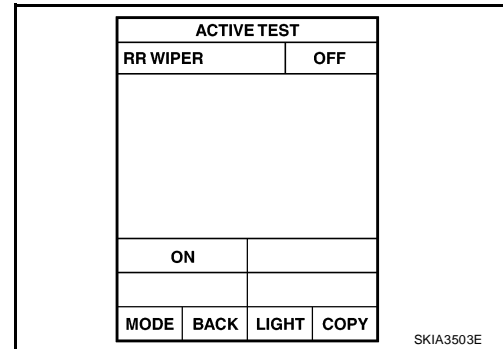 ACTIVE TEST
RR WIPER OFF
ON
MODE BACK LIGHT COPY
SKIA3503E